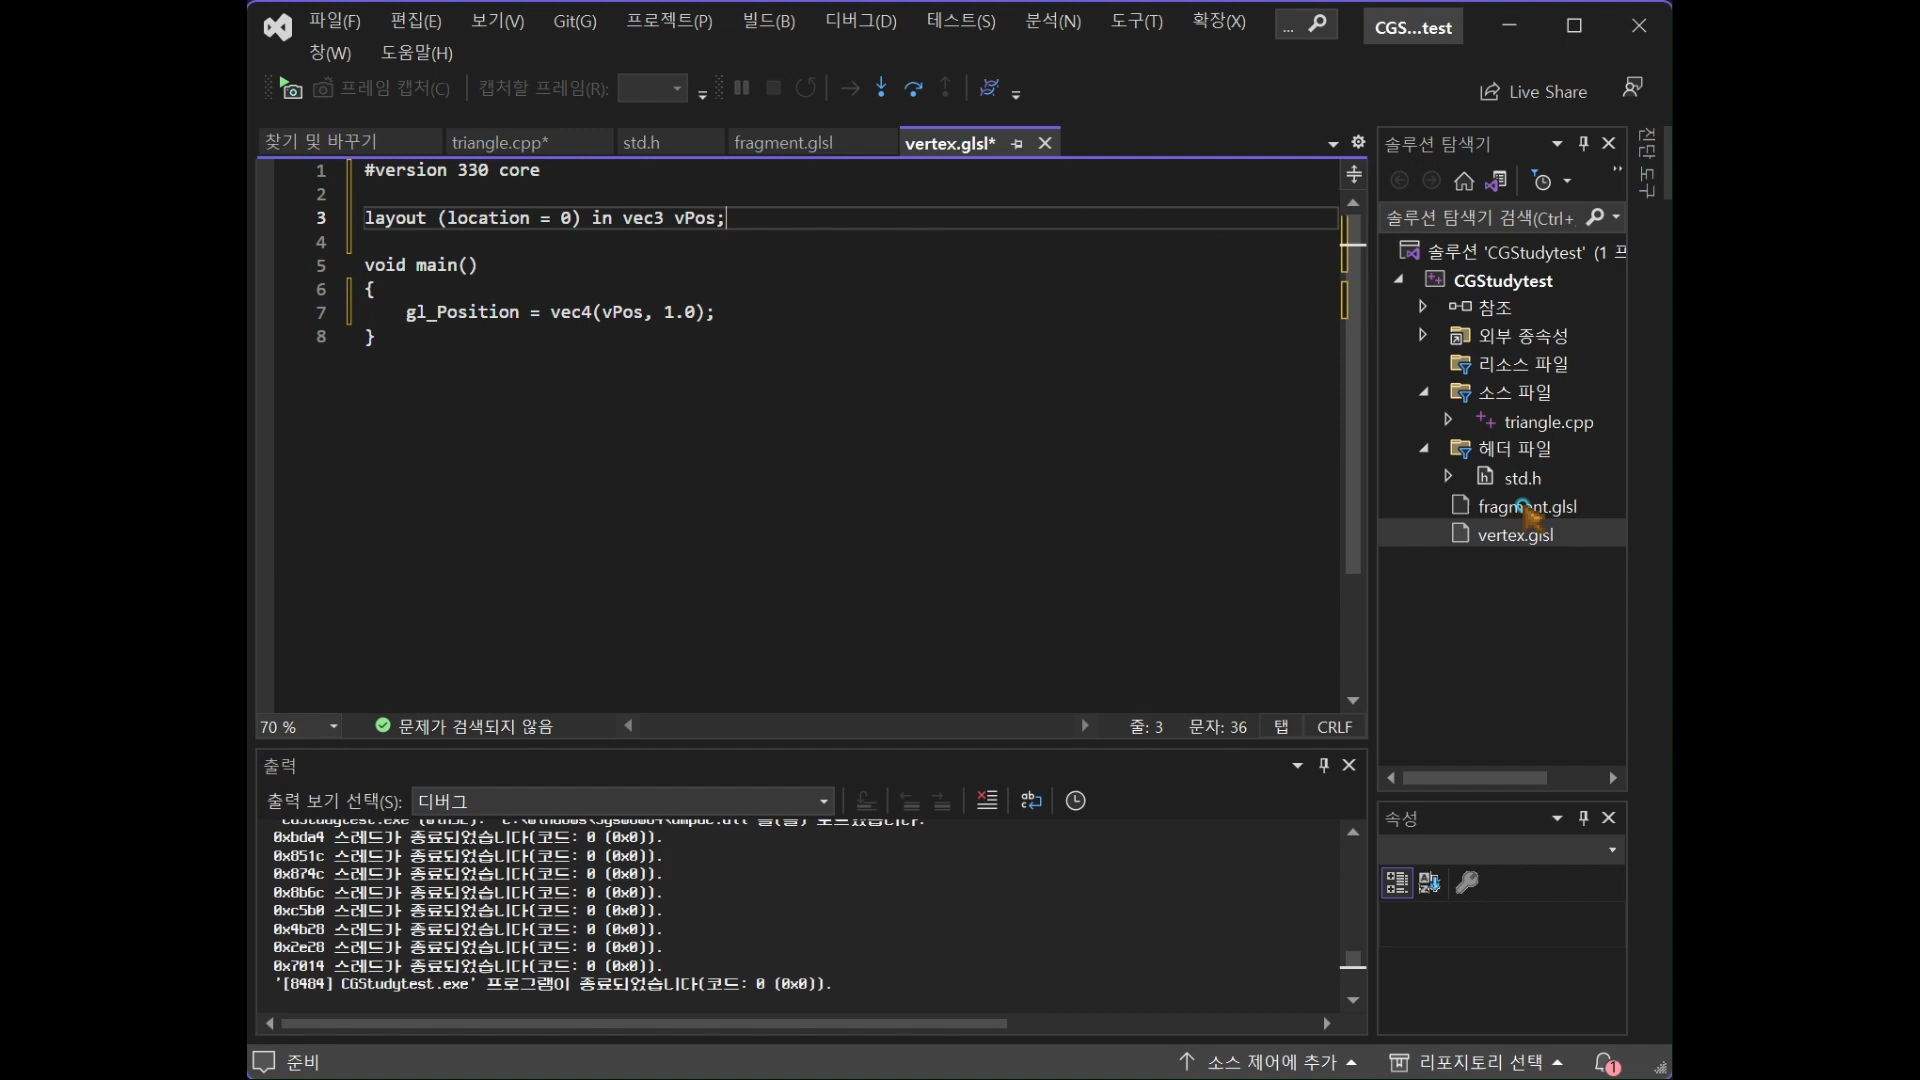 파일(F) 편집(E) 보기(V) Git(G) 프로젝트(P) 빌드(B) 디버그(D) 테스트(S) 분석(N) 도구(T) 확장(X) ... CGS...test
창(W) 도움말(H)
프레임 캡처(C) 캡처할 프레임(R): Live Share
찾기 및 바꾸기 triangle.cpp* std.h fragment.glsl vertex.glsl*
1 #version 330 core
2
3 layout (location = 0) in vec3 vPos;
4
5 void main()
6 {
7 gl_Position = vec4(vPos, 1.0);
8 }
70 % 문제가 검색되지 않음 줄: 3 문자: 36 탭 CRLF
출력
출력 보기 선택(S): 디버그
0xbda4 스레드가 종료되었습니다(코드: 0 (0x0)).
0x851c 스레드가 종료되었습니다(코드: 0 (0x0)).
0x874c 스레드가 종료되었습니다(코드: 0 (0x0)).
0x8b6c 스레드가 종료되었습니다(코드: 0 (0x0)).
0xc5b0 스레드가 종료되었습니다(코드: 0 (0x0)).
0x4b28 스레드가 종료되었습니다(코드: 0 (0x0)).
0x2e28 스레드가 종료되었습니다(코드: 0 (0x0)).
0x7014 스레드가 종료되었습니다(코드: 0 (0x0)).
'[8484] CGStudytest.exe' 프로그램이 종료되었습니다(코드: 0 (0x0)).
솔루션 탐색기
솔루션 탐색기 검색(Ctrl+
솔루션 'CGStudytest' (1 프
CGStudytest
참조
외부 종속성
리소스 파일
소스 파일
triangle.cpp
헤더 파일
std.h
fragment.glsl
vertex.glsl
속성
진단 도구
준비 소스 제어에 추가 리포지토리 선택 1